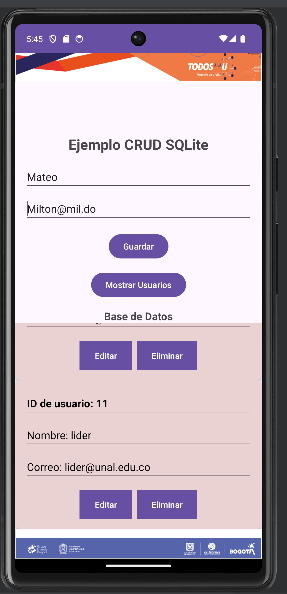 5:45
TODOS U
Ejemplo CRUD SQLite
Mateo
Milton@mil.do
Guardar
Mostrar Usuarios
Base de Datos
Editar Eliminar
ID de usuario: 11
Nombre: lider
Correo: lider@unal.edu.co
Editar Eliminar
BOGOTÁ